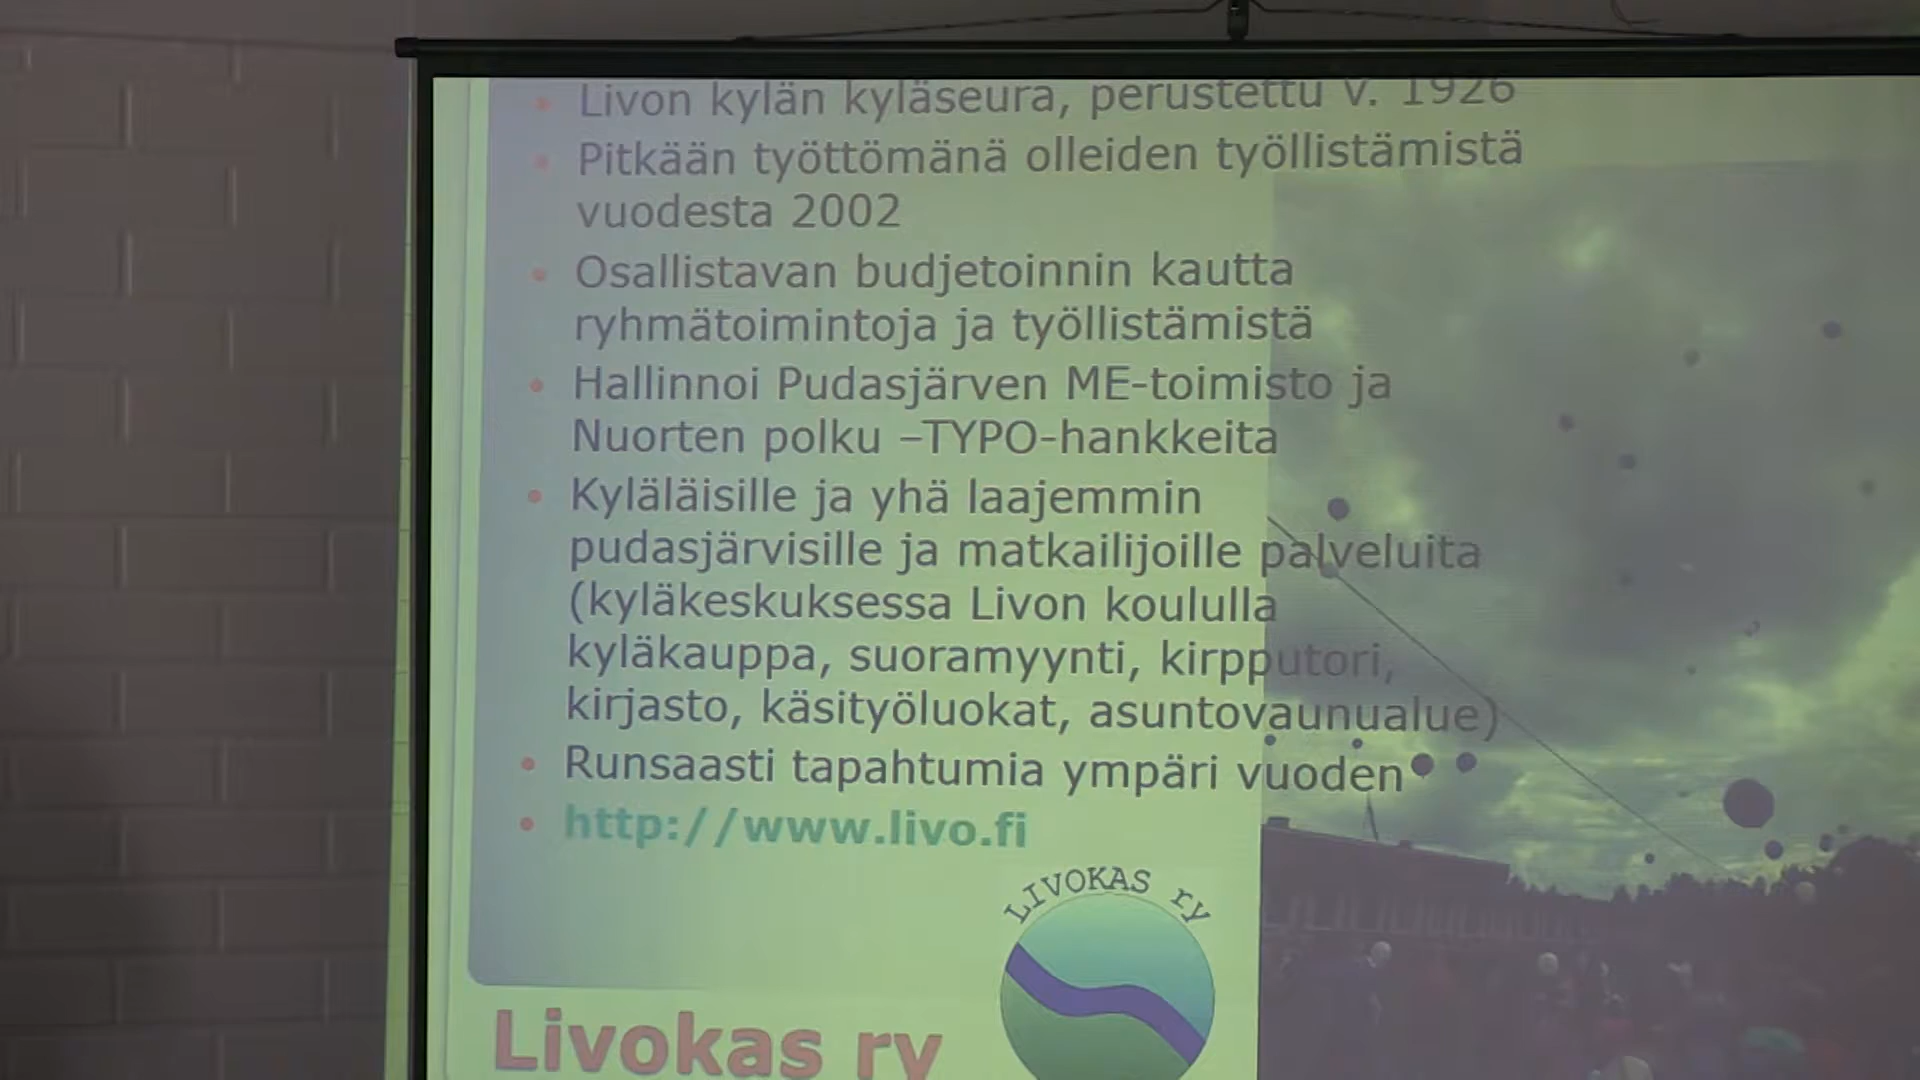 Livon kylän kyläseura, perustettu v. 1926
Pitkään työttömänä olleiden työllistämistä
vuodesta 2002
Osallistavan budjetoinnin kautta
ryhmätoimintoja ja työllistämistä
Hallinnoi Pudasjärven ME-toimisto ja
Nuorten polku –TYPO-hankkeita
Kyläläisille ja yhä laajemmin
pudasjärvisille ja matkailijoille palveluita
(kyläkeskuksessa Livon koululla
kyläkauppa, suoramyynti, kirpputori,
kirjasto, käsityöluokat, asuntovaunualue)
Runsaasti tapahtumia ympäri vuoden
http://www.livo.fi
LIVOKAS ry
Livokas ry